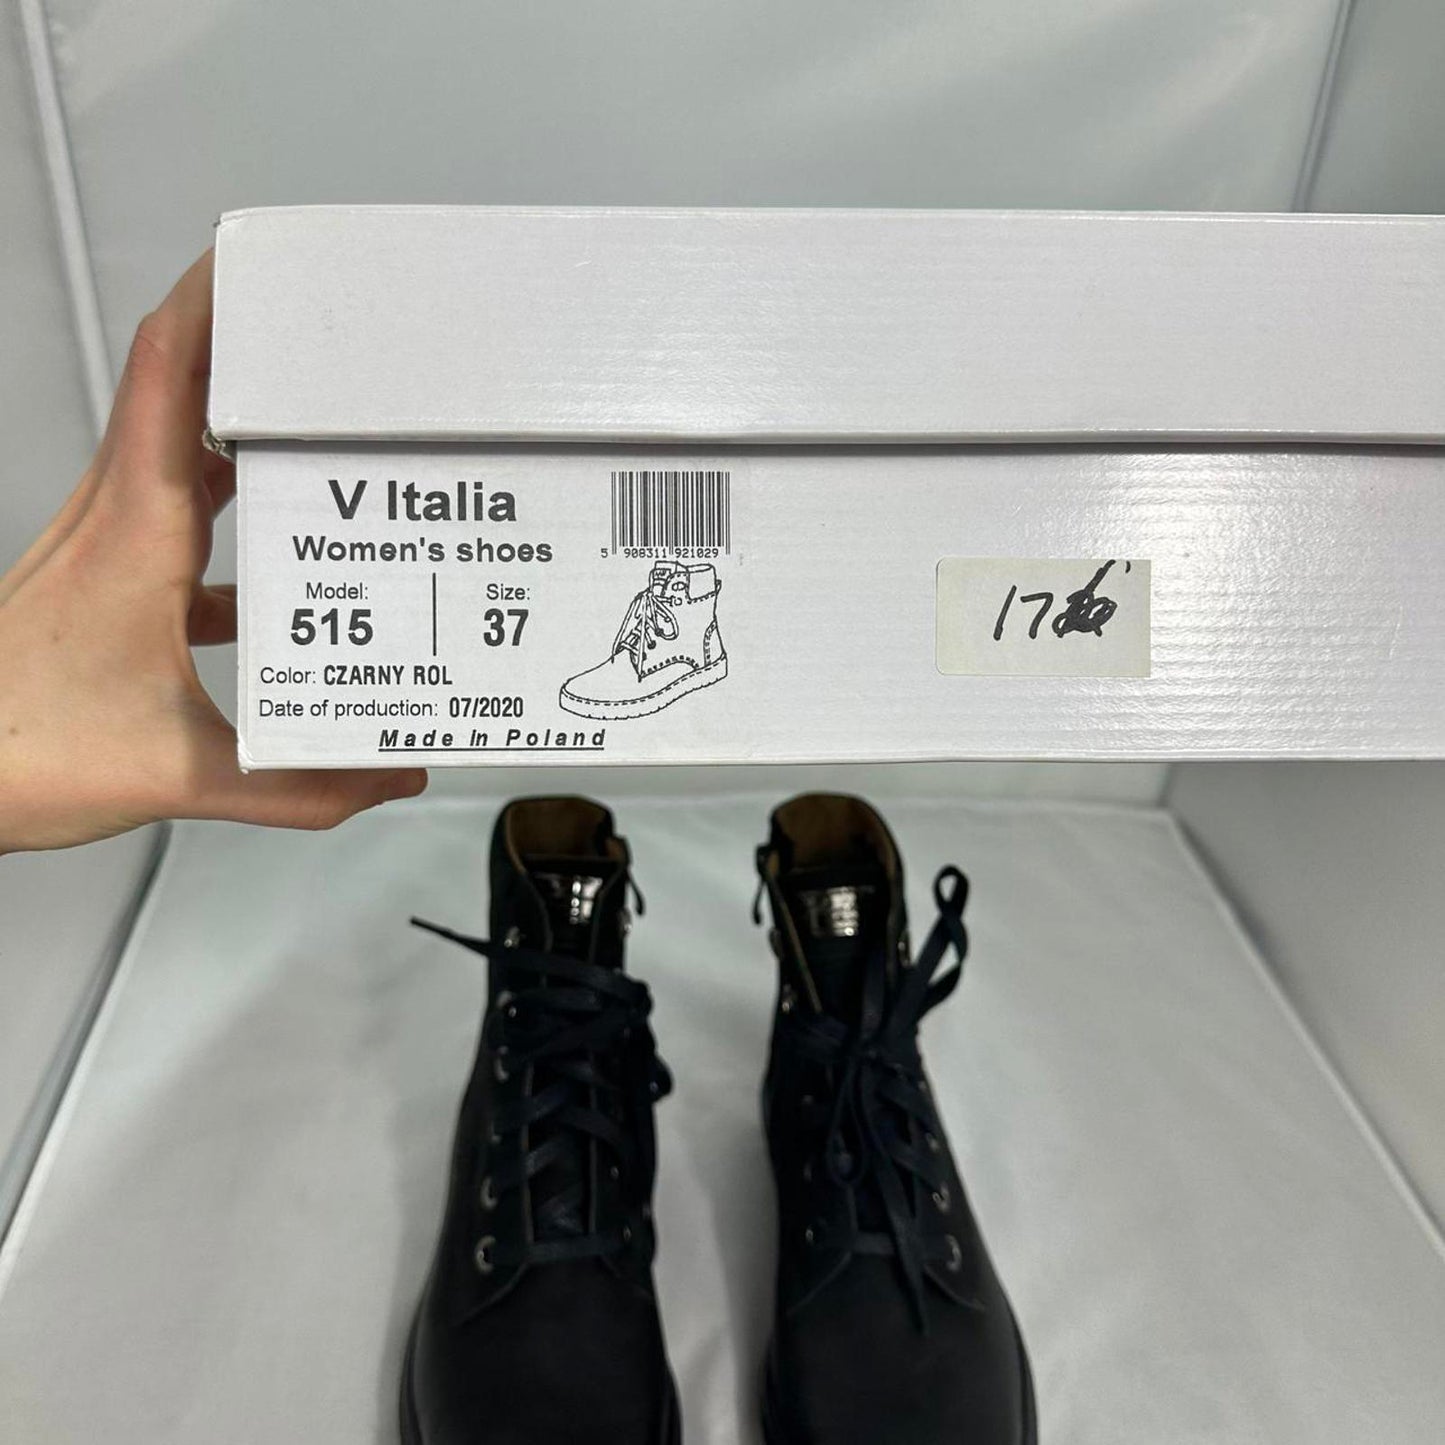 V Italia
Women's shoes
Model:
515
Size:
37
Color: CZARNY ROL
Date of production: 07/2020
Made In Poland
5 908311 921029
17